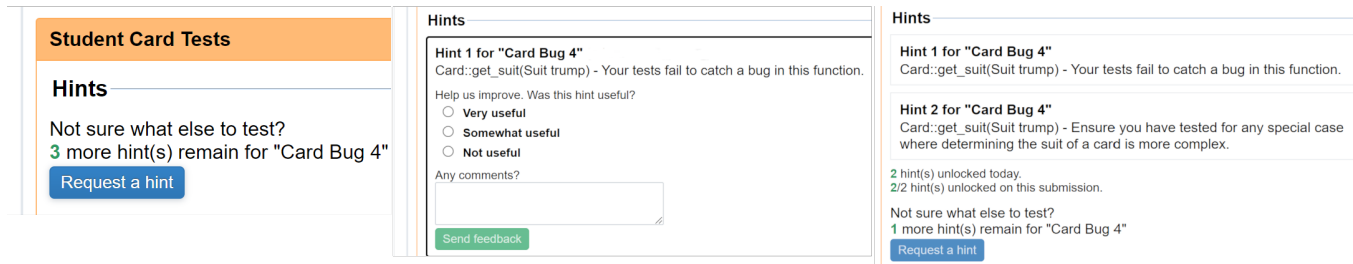 Student Card Tests
Hints
Not sure what else to test?
3 more hint(s) remain for "Card Bug 4"
Request a hint
Hints
Hint 1 for "Card Bug 4"
Card::get_suit(Suit trump) - Your tests fail to catch a bug in this function.
Help us improve. Was this hint useful?
Very useful
Somewhat useful
Not useful
Any comments?
Send feedback
Hints
Hint 1 for "Card Bug 4"
Card::get_suit(Suit trump) - Your tests fail to catch a bug in this function.
Hint 2 for "Card Bug 4"
Card::get_suit(Suit trump) - Ensure you have tested for any special case
where determining the suit of a card is more complex.
2 hint(s) unlocked today.
2/2 hint(s) unlocked on this submission.
Not sure what else to test?
1 more hint(s) remain for "Card Bug 4"
Request a hint